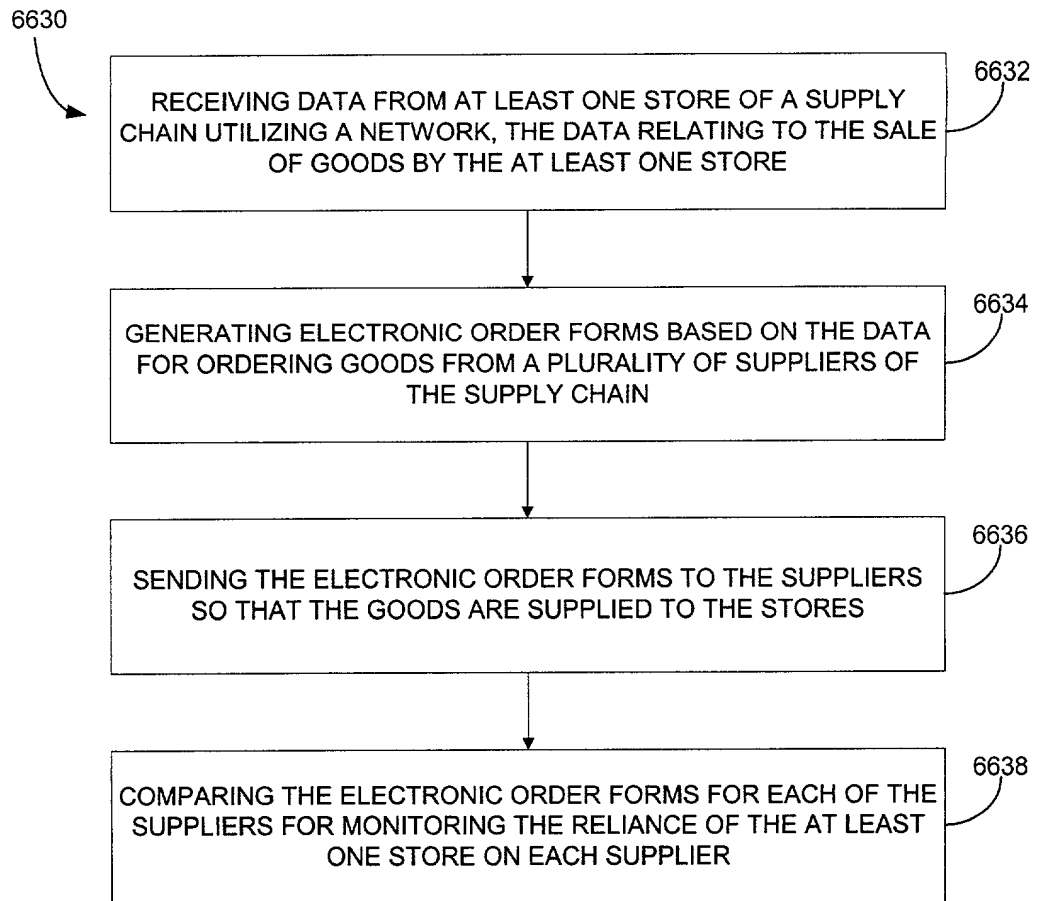 6630
6632
RECEIVING DATA FROM AT LEAST ONE STORE OF A SUPPLY
CHAIN UTILIZING A NETWORK, THE DATA RELATING TO THE SALE
OF GOODS BY THE AT LEAST ONE STORE
6634
GENERATING ELECTRONIC ORDER FORMS BASED ON THE DATA
FOR ORDERING GOODS FROM A PLURALITY OF SUPPLIERS OF
THE SUPPLY CHAIN
6636
SENDING THE ELECTRONIC ORDER FORMS TO THE SUPPLIERS
SO THAT THE GOODS ARE SUPPLIED TO THE STORES
6638
COMPARING THE ELECTRONIC ORDER FORMS FOR EACH OF THE
SUPPLIERS FOR MONITORING THE RELIANCE OF THE AT LEAST
ONE STORE ON EACH SUPPLIER